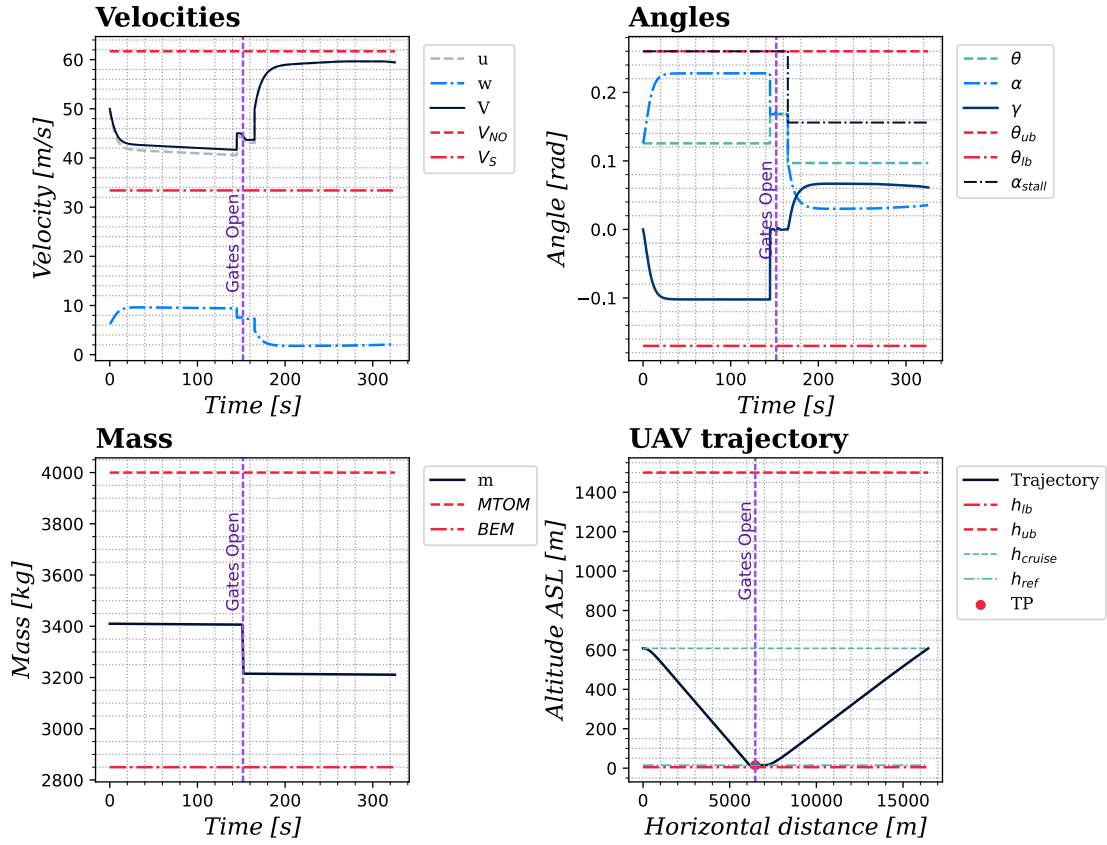 Velocities
Velocity [m/s]
60
50
40
30
20
10
0
Gates Open
0
100
200
300
Time [s]
u
w
V
V_NO
V_S
Angles
Angle [rad]
0.2
0.1
0.0
−0.1
Gates Open
0
100
200
300
Time [s]
θ
α
γ
θ_ub
θ_lb
α_stall
Mass
Mass [kg]
4000
3800
3600
3400
3200
3000
2800
Gates Open
0
100
200
300
Time [s]
m
MTOM
BEM
UAV trajectory
Altitude ASL [m]
1400
1200
1000
800
600
400
200
0
Gates Open
0
5000
10000
15000
Horizontal distance [m]
Trajectory
h_lb
h_ub
h_cruise
h_ref
TP